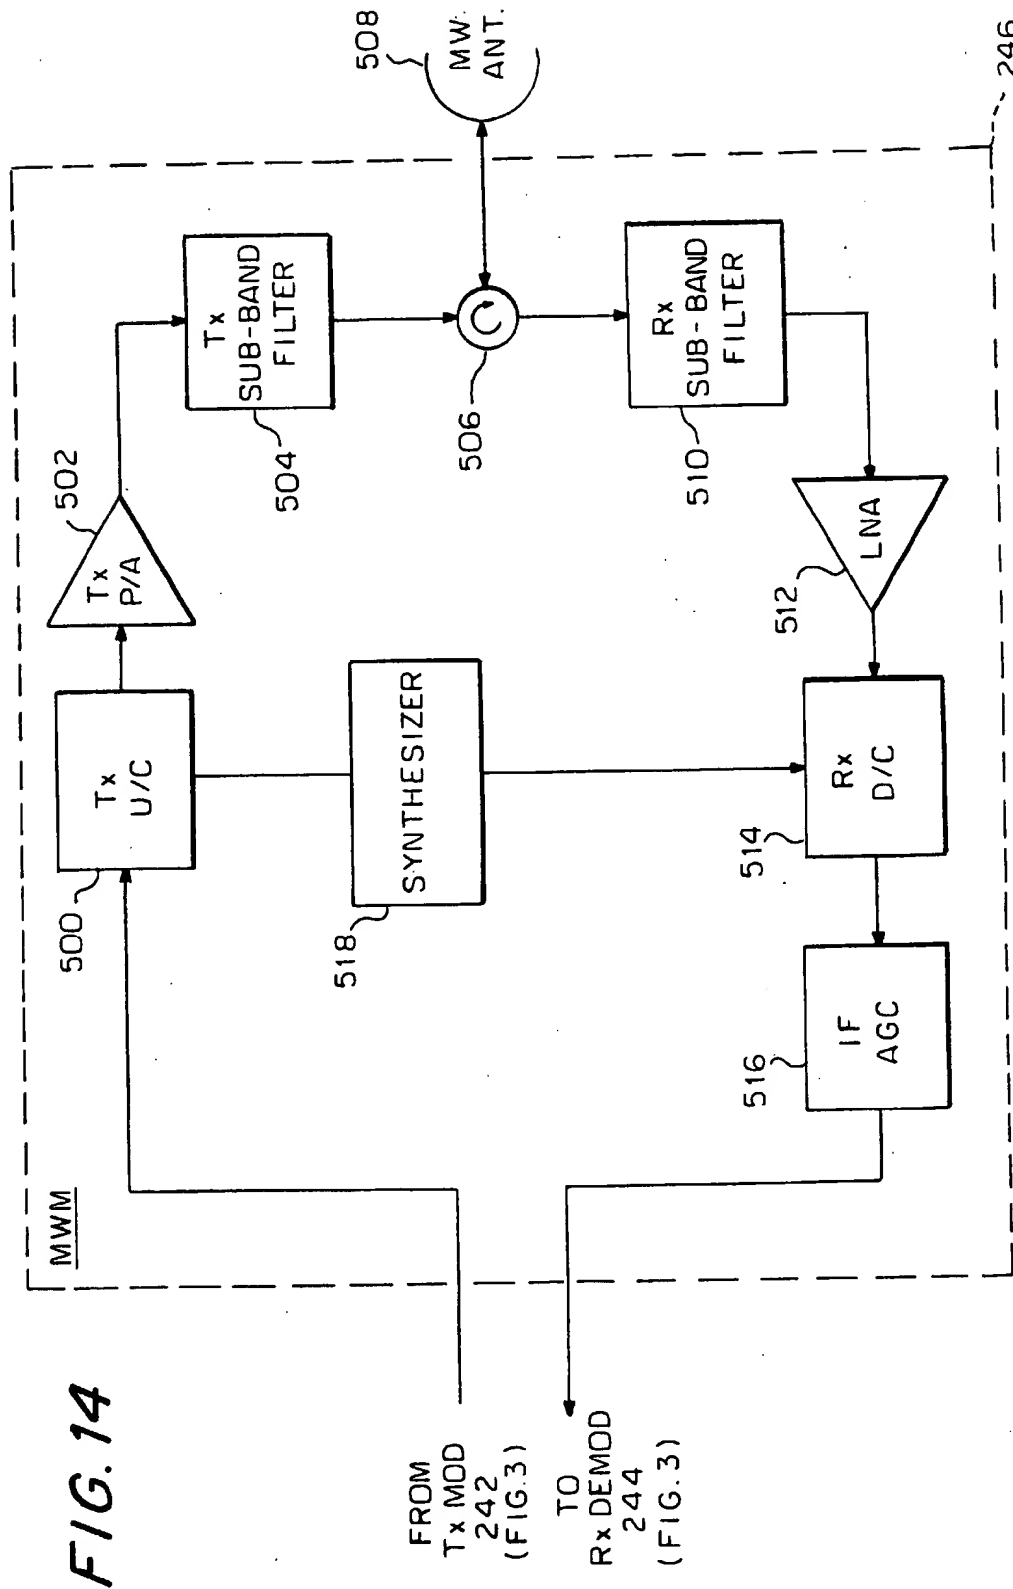 FIG. 14
MWM
FROM
Tx MOD
242
(FIG.3)
TO
Rx DEMOD
244
(FIG.3)
500
Tx
U/C
502
Tx
P/A
504
Tx
SUB-BAND
FILTER
506
508
MW
ANT.
510
Rx
SUB-BAND
FILTER
512
LNA
514
Rx
D/C
516
IF
AGC
518
SYNTHESIZER
246